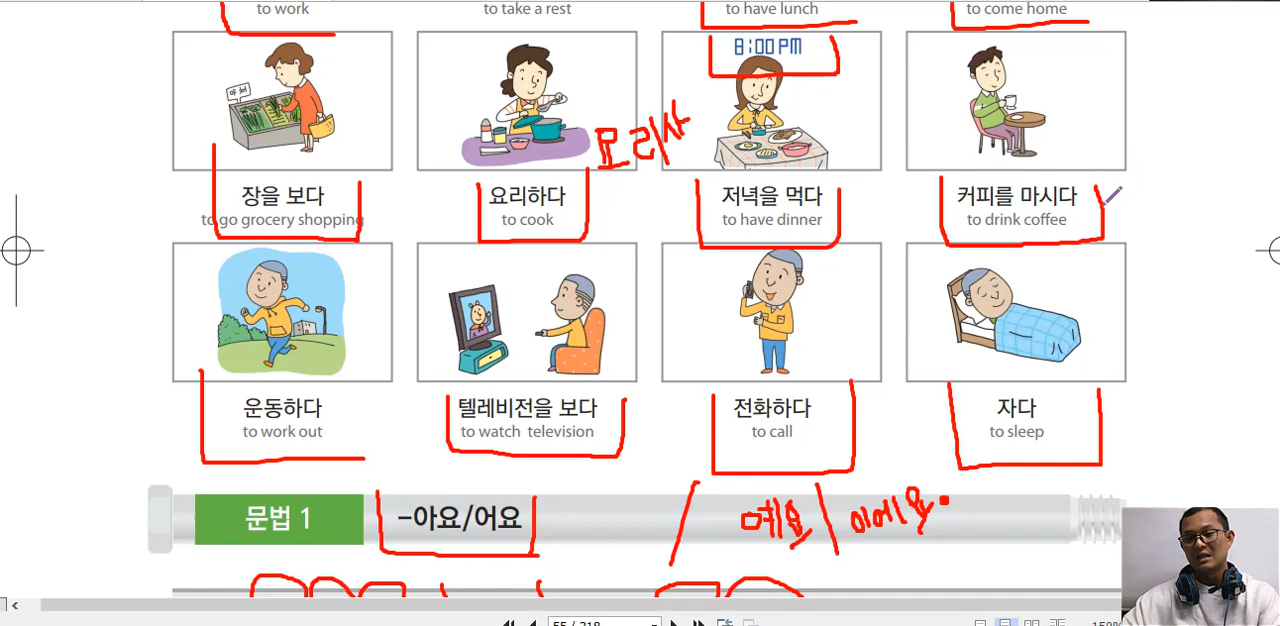 to work
to take a rest
to have lunch
to come home
8:00 PM
야채
요리사
장을 보다
요리하다
저녁을 먹다
커피를 마시다
to go grocery shopping
to cook
to have dinner
to drink coffee
운동하다
텔레비전을 보다
전화하다
자다
to work out
to watch television
to call
to sleep
문법 1
-아요/어요
예요
이에요
55 / 218